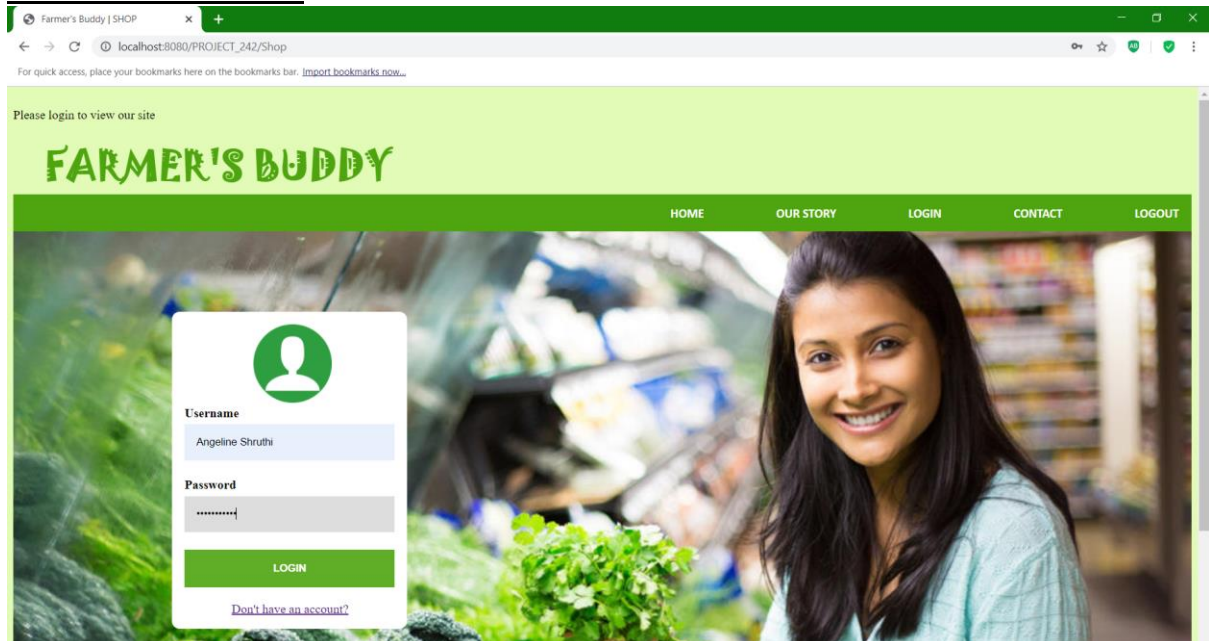 Farmer's Buddy | SHOP
localhost:8080/PROJECT_242/Shop
For quick access, place your bookmarks here on the bookmarks bar. Import bookmarks now...
Please login to view our site
FARMER'S BUDDY
HOME OUR STORY LOGIN CONTACT LOGOUT
Username
Angeline Shruthi
Password
LOGIN
Don't have an account?